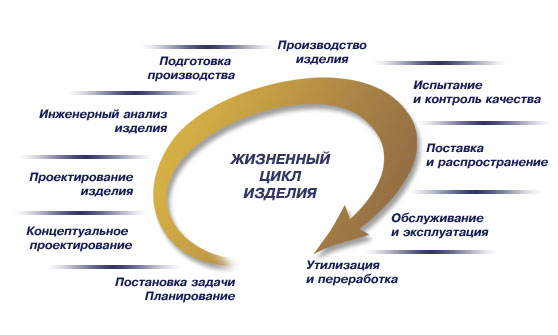 Производство
изделия
Подготовка
производства
Испытание
и контроль качества
Инженерный анализ
изделия
Поставка
и распространение
ЖИЗНЕННЫЙ
ЦИКЛ
ИЗДЕЛИЯ
Проектирование
изделия
Обслуживание
и эксплуатация
Концептуальное
проектирование
Утилизация
и переработка
Постановка задачи
Планирование